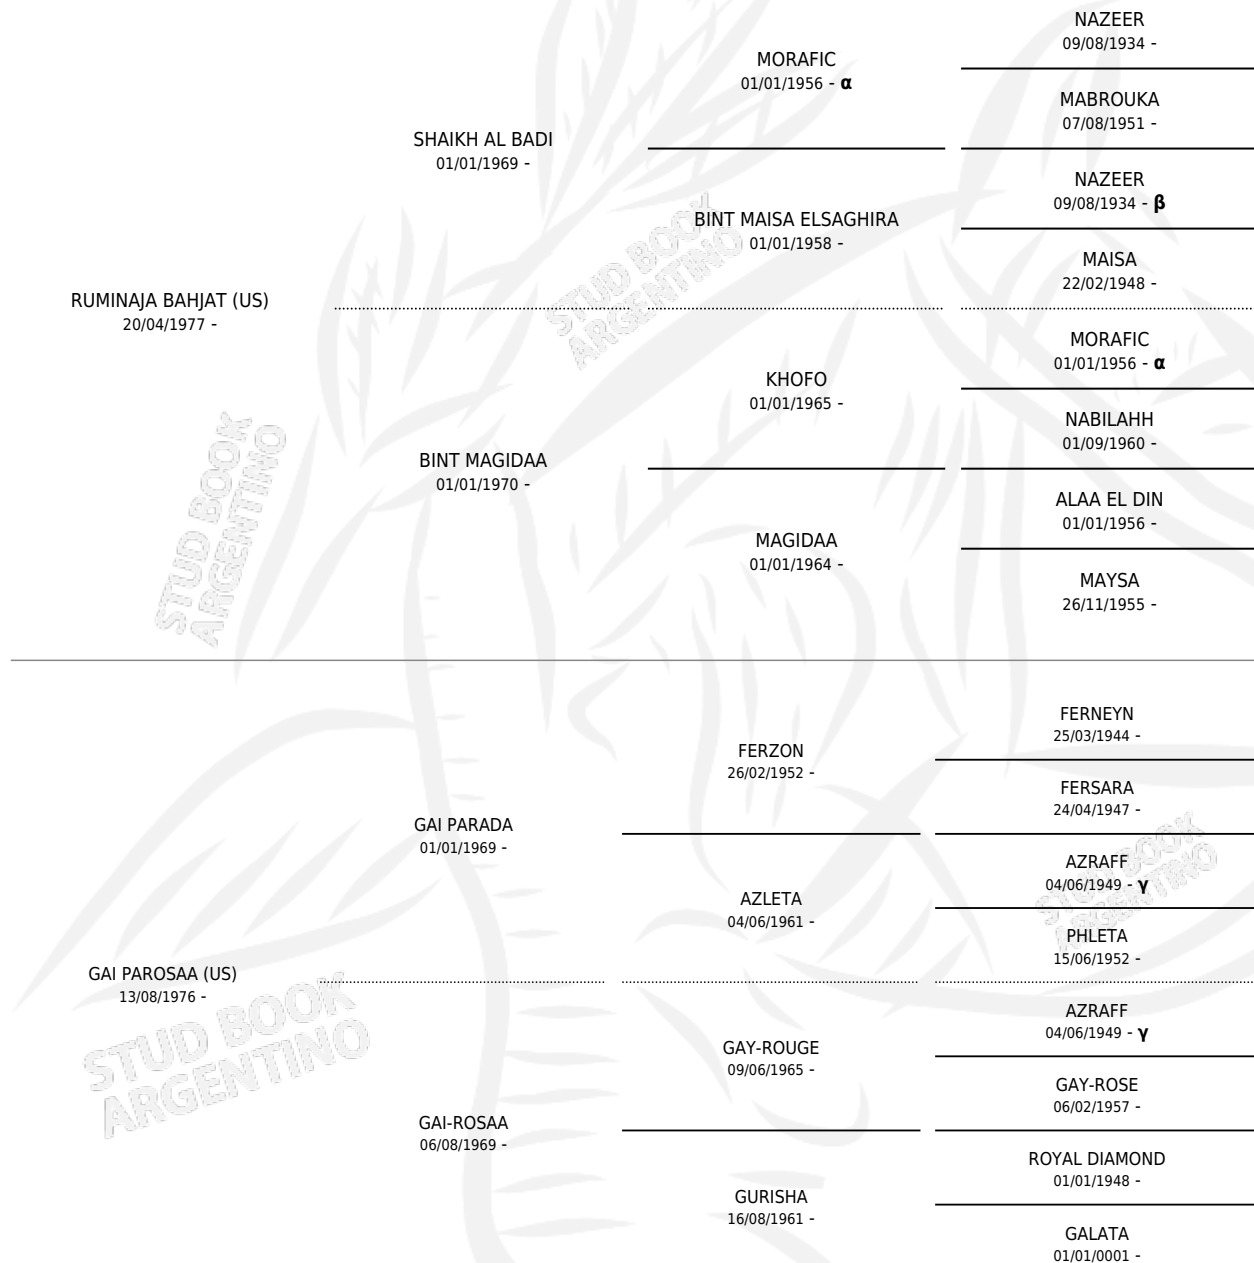 NAZEER
09/08/1934 -
MORAFIC
01/01/1956 - α
MABROUKA
07/08/1951 -
SHAIKH AL BADI
01/01/1969 -
NAZEER
09/08/1934 - β
BINT MAISA ELSAGHIRA
01/01/1958 -
MAISA
22/02/1948 -
STUD BOOK
ARGENTINO
RUMINAJA BAHJAT (US)
20/04/1977 -
MORAFIC
01/01/1956 - α
KHOFO
01/01/1965 -
NABILAHH
01/09/1960 -
BINT MAGIDAA
01/01/1970 -
ALAA EL DIN
01/01/1956 -
MAGIDAA
01/01/1964 -
MAYSA
26/11/1955 -
STUD BOOK
ARGENTINO
FERNEYN
25/03/1944 -
FERZON
26/02/1952 -
FERSARA
24/04/1947 -
GAI PARADA
01/01/1969 -
AZRAFF
04/06/1949 - γ
AZLETA
04/06/1961 -
PHLETA
15/06/1952 -
STUD BOOK
ARGENTINO
GAI PAROSAA (US)
13/08/1976 -
AZRAFF
04/06/1949 - γ
GAY-ROUGE
09/06/1965 -
GAY-ROSE
06/02/1957 -
STUD BOOK
ARGENTINO
GAI-ROSAA
06/08/1969 -
ROYAL DIAMOND
01/01/1948 -
GURISHA
16/08/1961 -
GALATA
01/01/0001 -